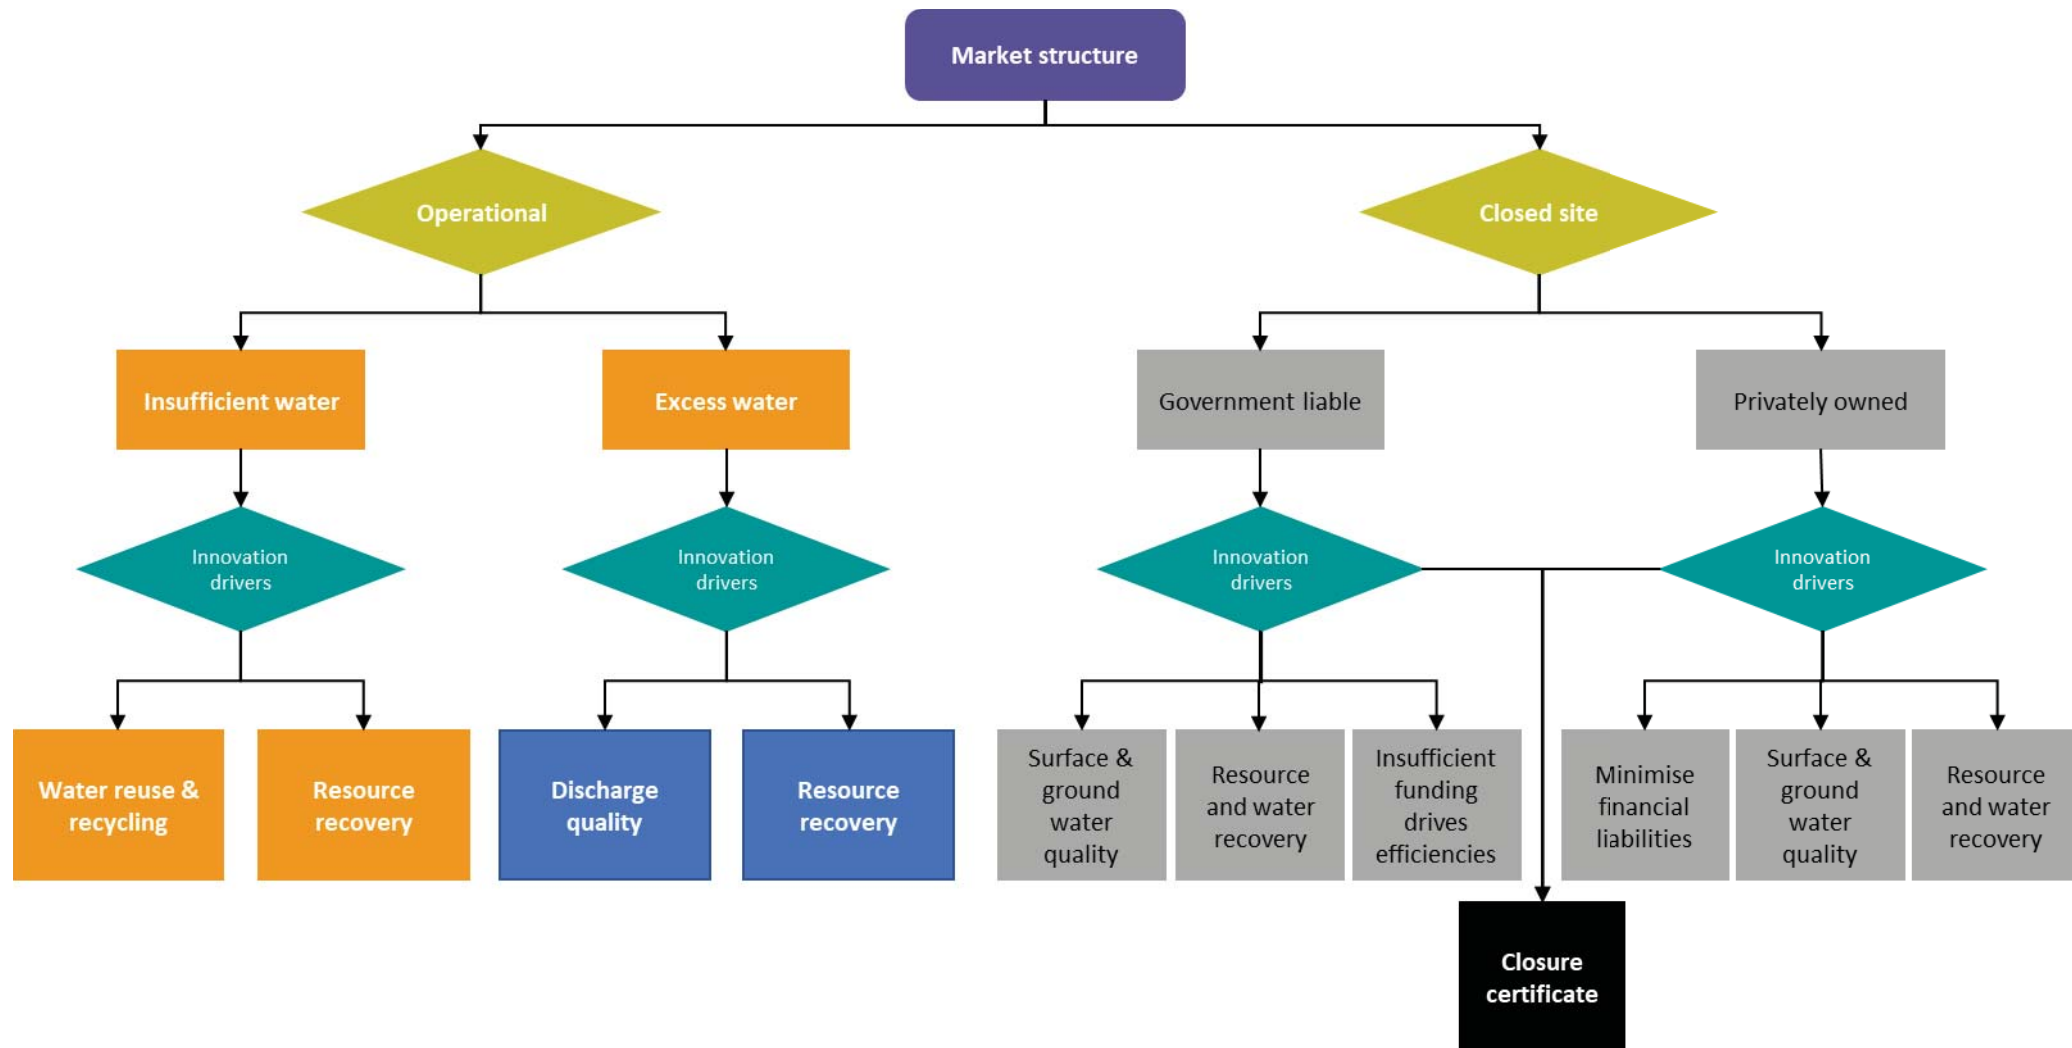 Market structure
Operational
Closed site
Insufficient water
Excess water
Government liable
Privately owned
Innovation
drivers
Innovation
drivers
Innovation
drivers
Innovation
drivers
Water reuse &
recycling
Resource
recovery
Discharge
quality
Resource
recovery
Surface &
ground
water
quality
Resource
and water
recovery
Insufficient
funding
drives
efficiencies
Minimise
financial
liabilities
Surface &
ground
water
quality
Resource
and water
recovery
Closure
certificate